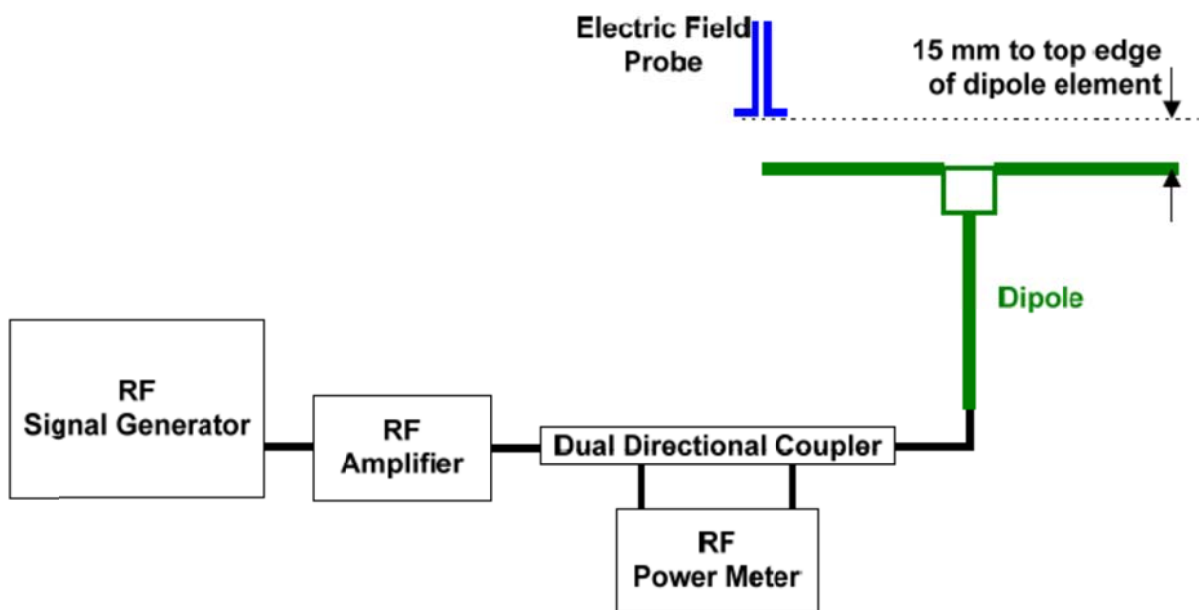 Electric Field
Probe
15 mm to top edge
of dipole element
Dipole
RF
Signal Generator
RF
Amplifier
Dual Directional Coupler
RF
Power Meter